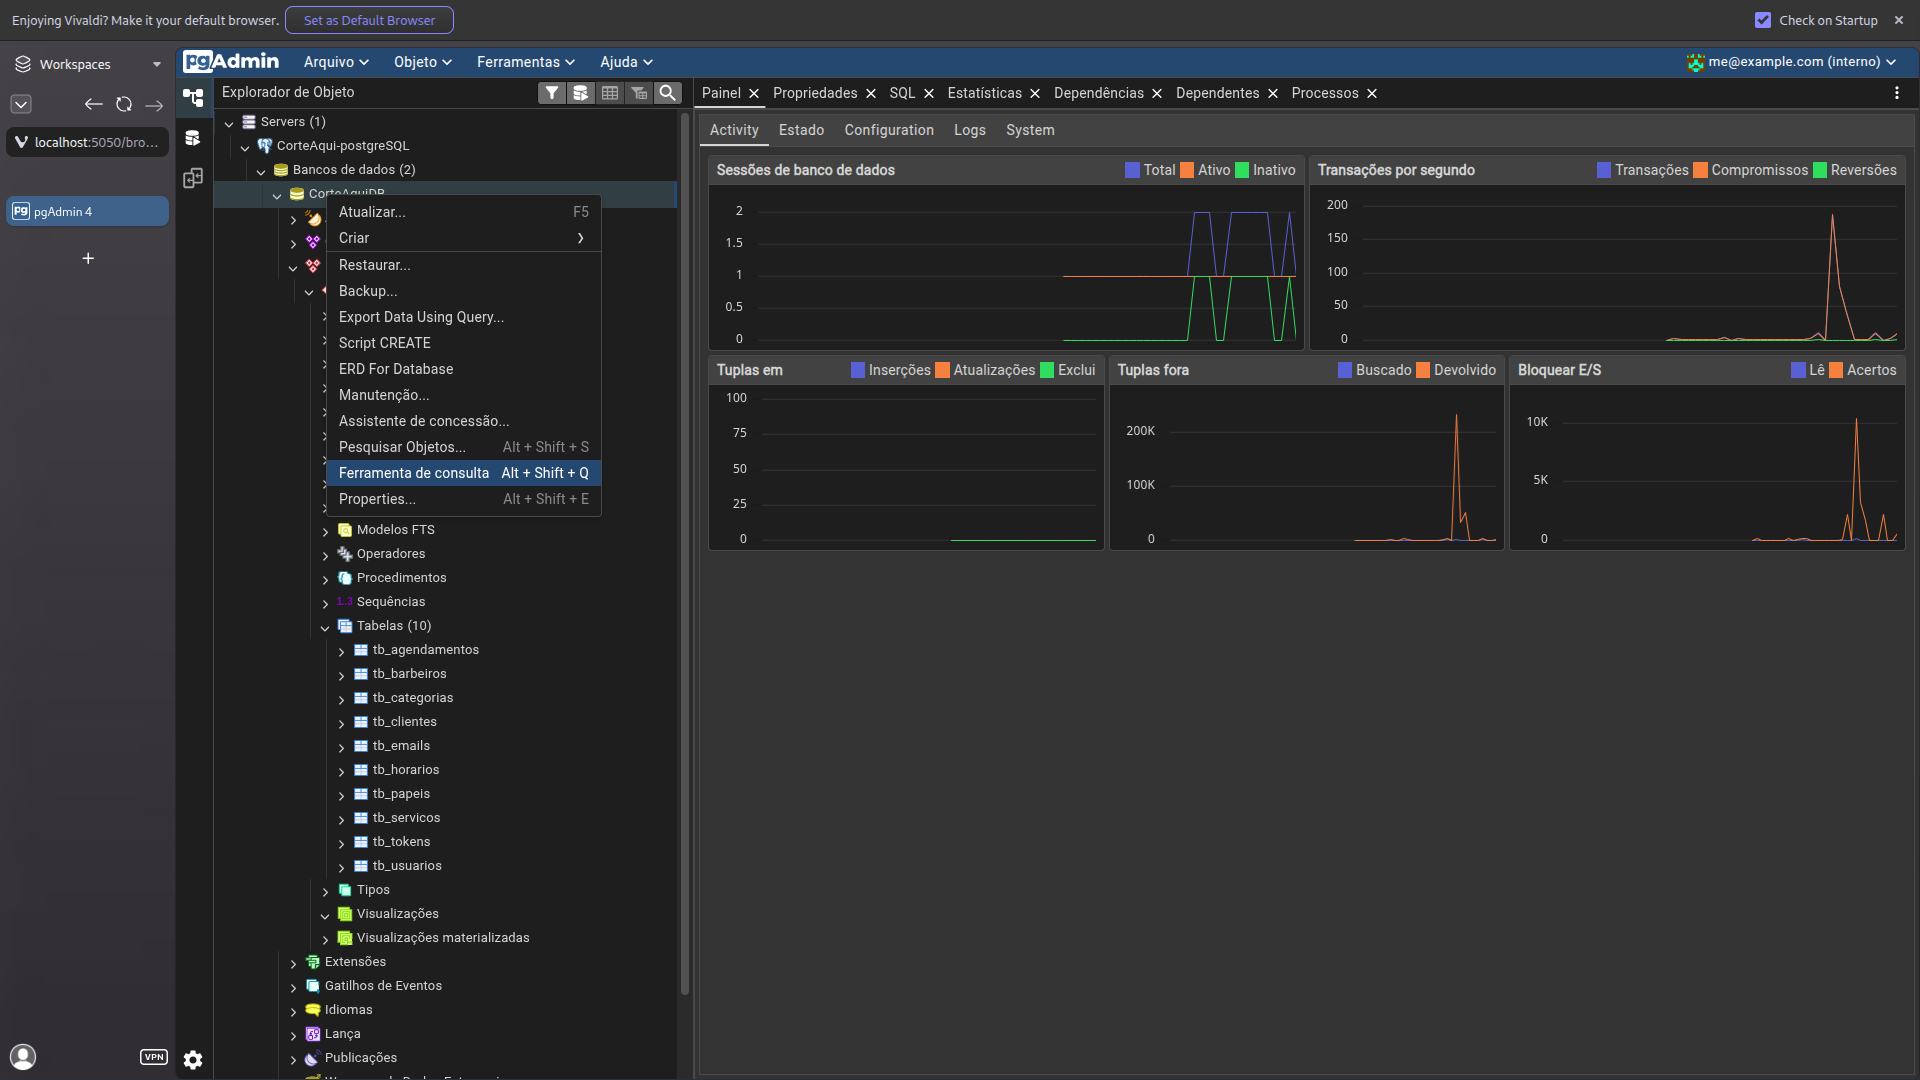 Enjoying Vivaldi? Make it your default browser. Set as Default Browser Check on Startup
Workspaces
pgAdmin Arquivo Objeto Ferramentas Ajuda me@example.com (interno)
localhost:5050/bro...
pgAdmin 4
VPN
Explorador de Objeto
Servers (1)
CorteAqui-postgreSQL
Bancos de dados (2)
CorteAquiDB
Atualizar... F5
Criar
Restaurar...
Backup...
Export Data Using Query...
Script CREATE
ERD For Database
Manutenção...
Assistente de concessão...
Pesquisar Objetos... Alt + Shift + S
Ferramenta de consulta Alt + Shift + Q
Properties... Alt + Shift + E
Modelos FTS
Operadores
Procedimentos
1..3 Sequências
Tabelas (10)
tb_agendamentos
tb_barbeiros
tb_categorias
tb_clientes
tb_emails
tb_horarios
tb_papeis
tb_servicos
tb_tokens
tb_usuarios
Tipos
Visualizações
Visualizações materializadas
Extensões
Gatilhos de Eventos
Idiomas
Lança
Publicações
Painel Propriedades SQL Estatísticas Dependências Dependentes Processos
Activity Estado Configuration Logs System
Sessões de banco de dados Total Ativo Inativo
2
1.5
1
0.5
0
Transações por segundo Transações Compromissos Reversões
200
150
100
50
0
Tuplas em Inserções Atualizações Exclui
100
75
50
25
0
Tuplas fora Buscado Devolvido
200K
100K
0
Bloquear E/S Lê Acertos
10K
5K
0